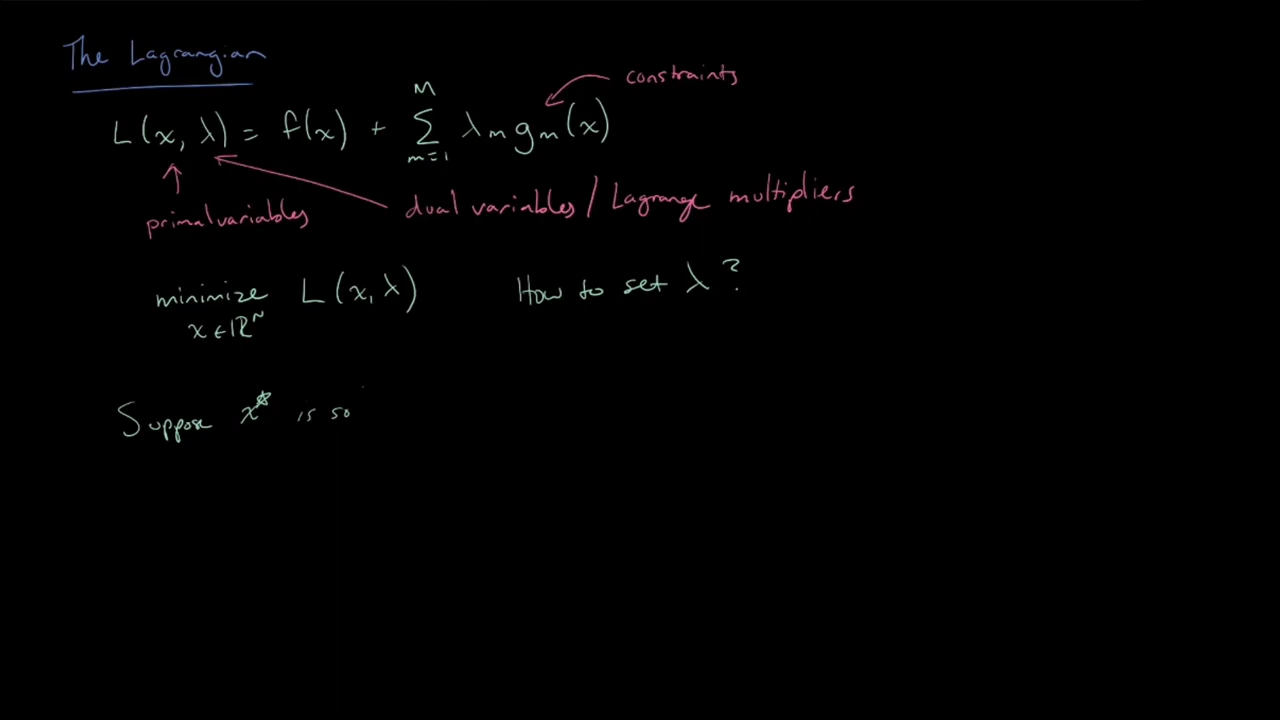 The Lagrangian
constraints
L(x, λ) = f(x) + M∑m=1 λm gm(x)
primal variables
dual variables / Lagrange multipliers
minimize L(x, λ) How to set λ ?
x ∈ ℝᴺ
Suppose x* is so